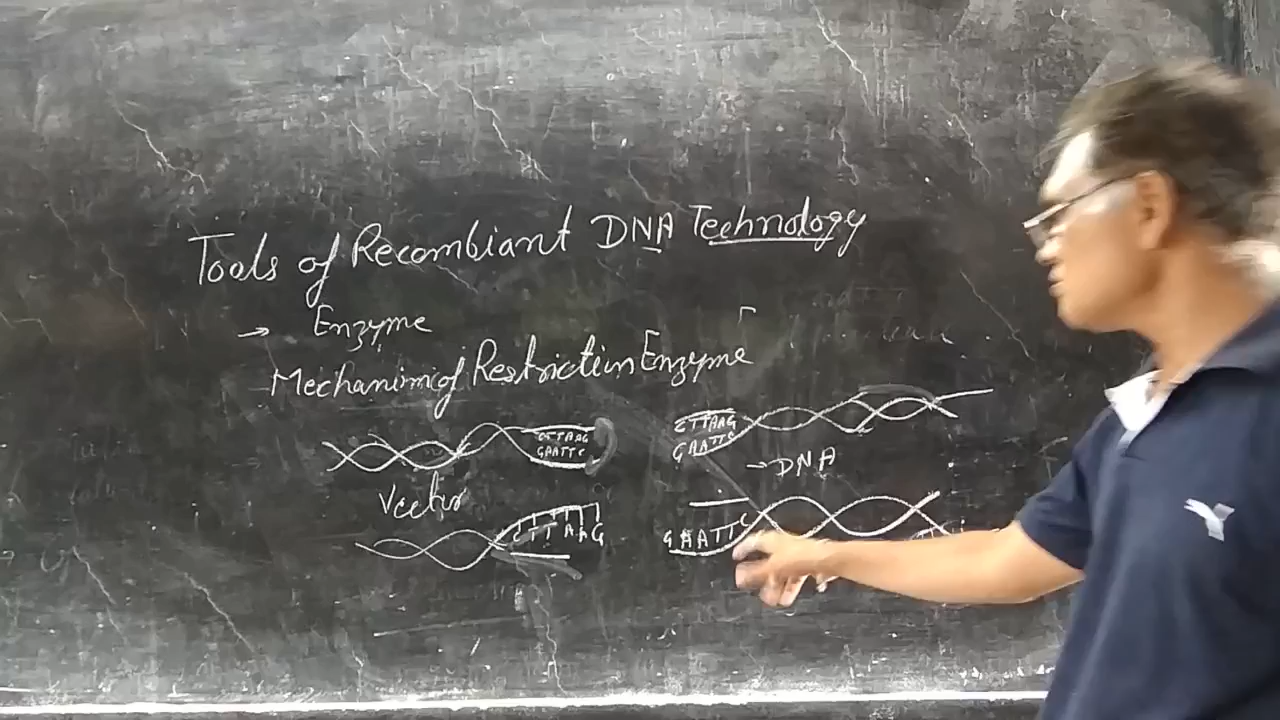 Tools of Recombiant DNA Technology
→ Enzyme
Mechanim of Restriction Enzyme
CTTAAG
GAATTC
CTTAAG
GAATTC
→DNA
Vector
CTTAAG
GAATTC